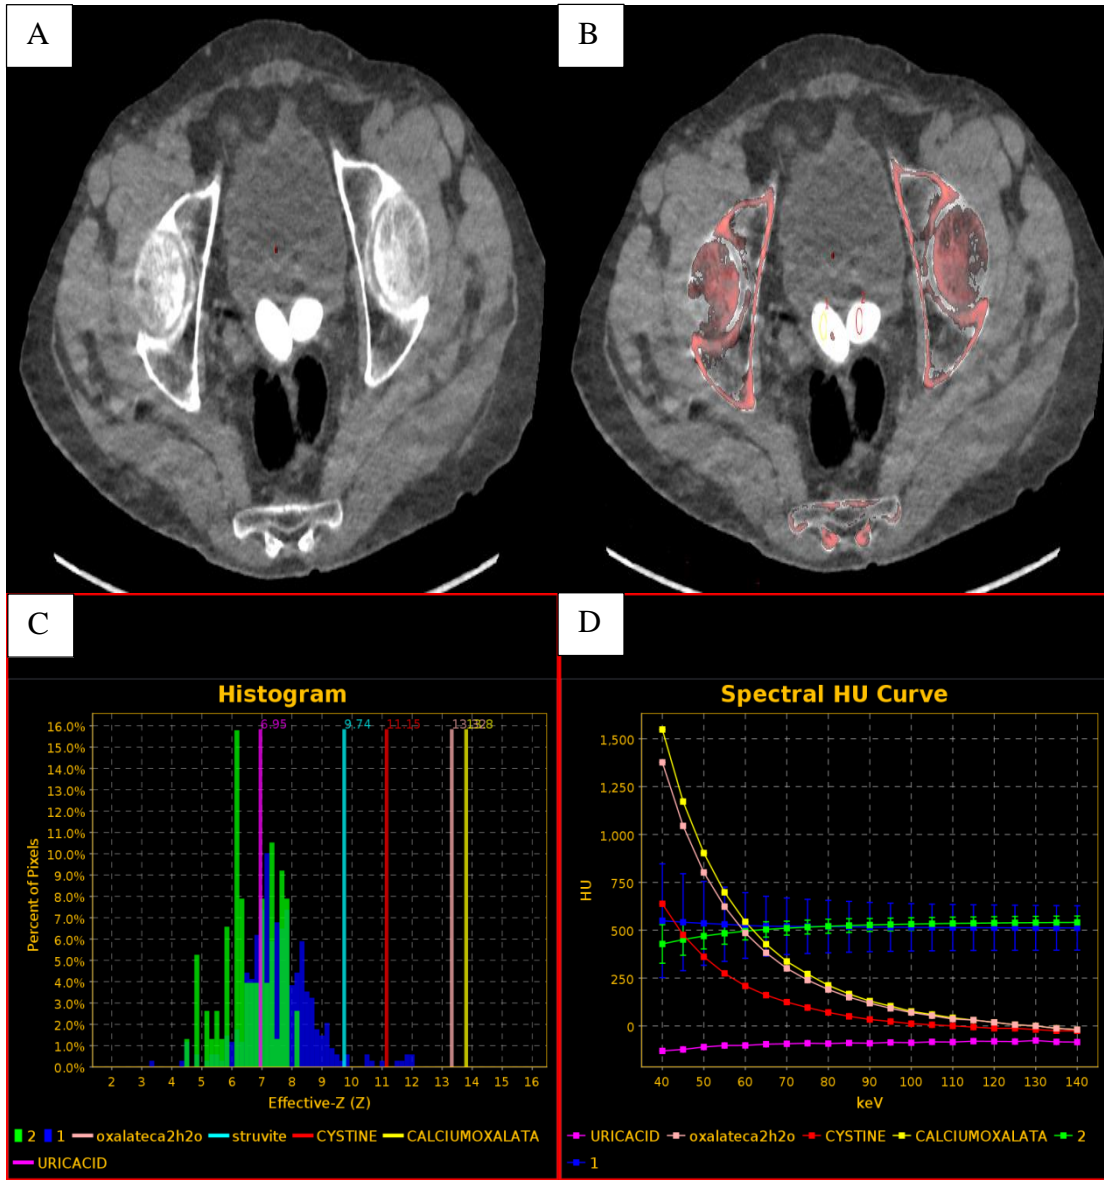 A
B
C
D
Histogram
6.95
9.74
11.15
Percent of Pixels
16.0%
15.0%
14.0%
13.0%
12.0%
11.0%
10.0%
9.0%
8.0%
7.0%
6.0%
5.0%
4.0%
3.0%
2.0%
1.0%
0.0%
2 3 4 5 6 7 8 9 10 11 12 13 14 15 16
Effective-Z (Z)
2 1 oxalateca2h2o struvite CYSTINE CALCIUMOXALATA
URICACID
Spectral HU Curve
HU
1,500
1,250
1,000
750
500
250
0
40 50 60 70 80 90 100 110 120 130 140
keV
URICACID oxalateca2h2o CYSTINE CALCIUMOXALATA 2
1